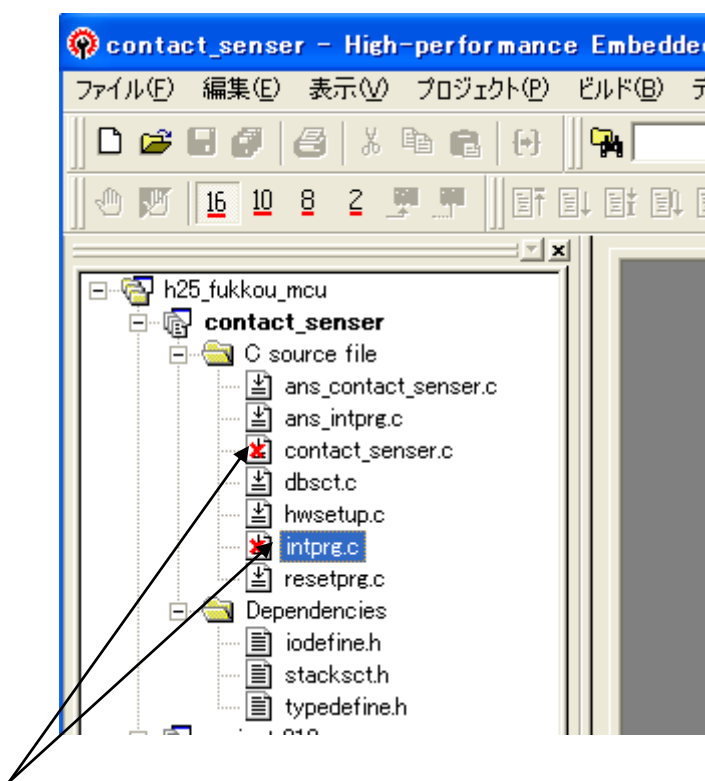 contact_senser - High-performance Embedded
ファイル(F) 編集(E) 表示(V) プロジェクト(P) ビルド(B) デ
16 10 8 2
h25_fukkou_mcu
contact_senser
C source file
ans_contact_senser.c
ans_intprg.c
contact_senser.c
dbsct.c
hwsetup.c
intprg.c
resetprg.c
Dependencies
iodefine.h
stacksct.h
typedefine.h